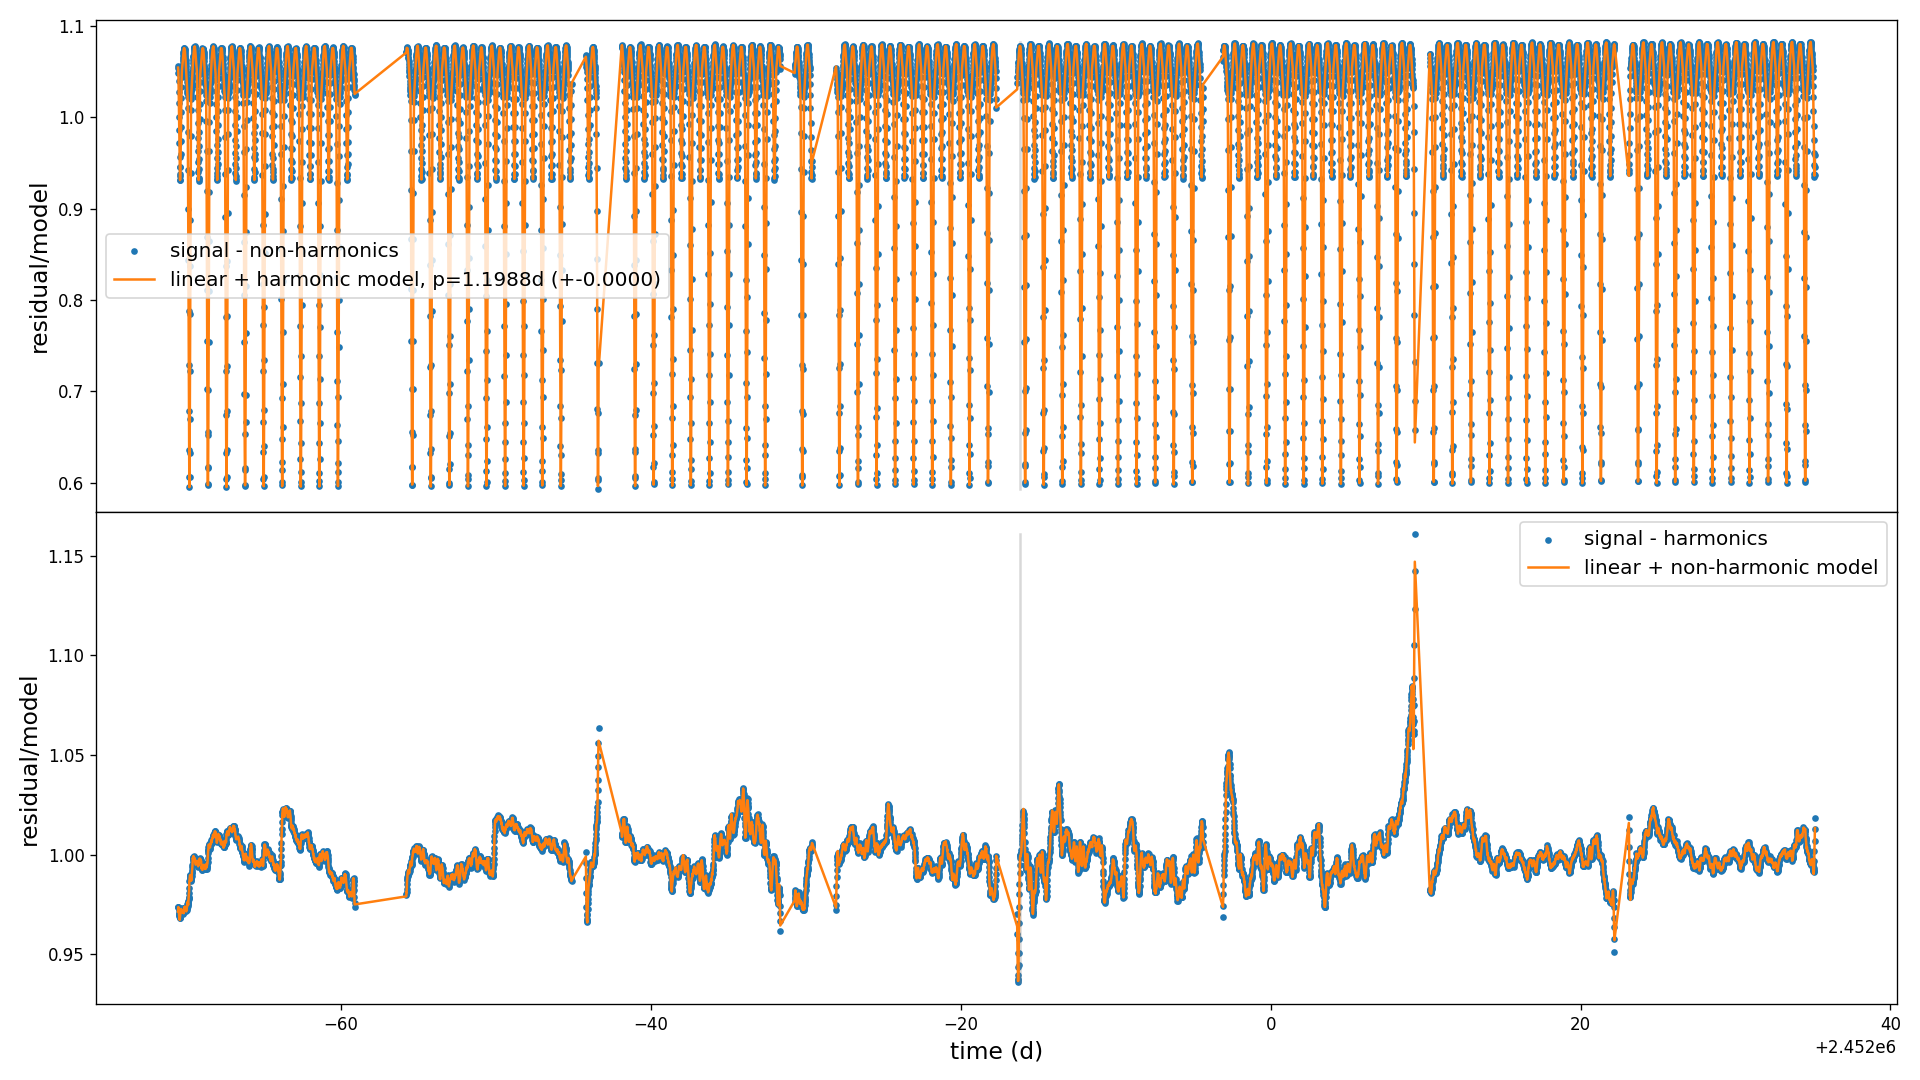 1.1
1.0
0.9
0.8
0.7
0.6
residual/model
signal - non-harmonics
linear + harmonic model, p=1.1988d (+-0.0000)
1.15
1.10
1.05
1.00
0.95
residual/model
signal - harmonics
linear + non-harmonic model
−60 −40 −20 0 20 40
time (d)
+2.452e6